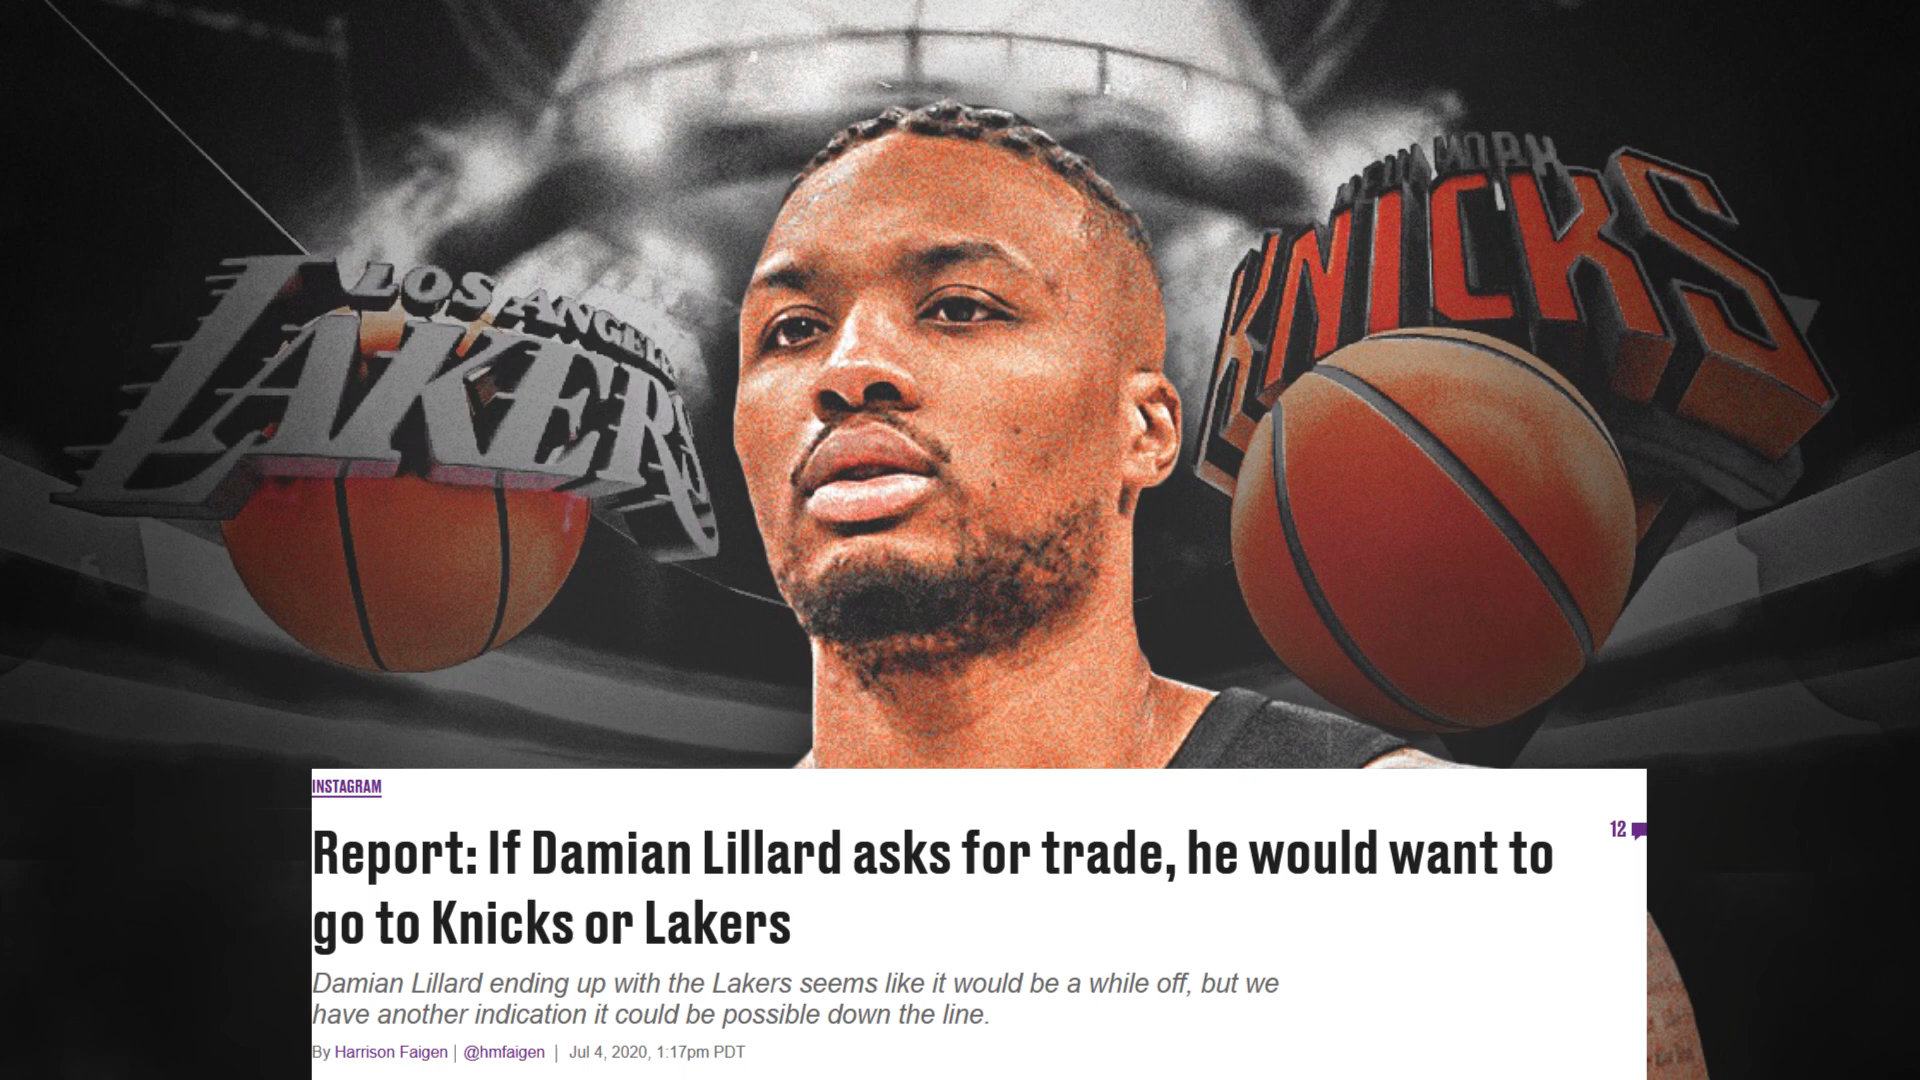 LOS ANGELES
LAKERS
NEW YORK
KNICKS
INSTAGRAM
12
Report: If Damian Lillard asks for trade, he would want to
go to Knicks or Lakers
Damian Lillard ending up with the Lakers seems like it would be a while off, but we
have another indication it could be possible down the line.
By Harrison Faigen | @hmfaigen | Jul 4, 2020, 1:17pm PDT